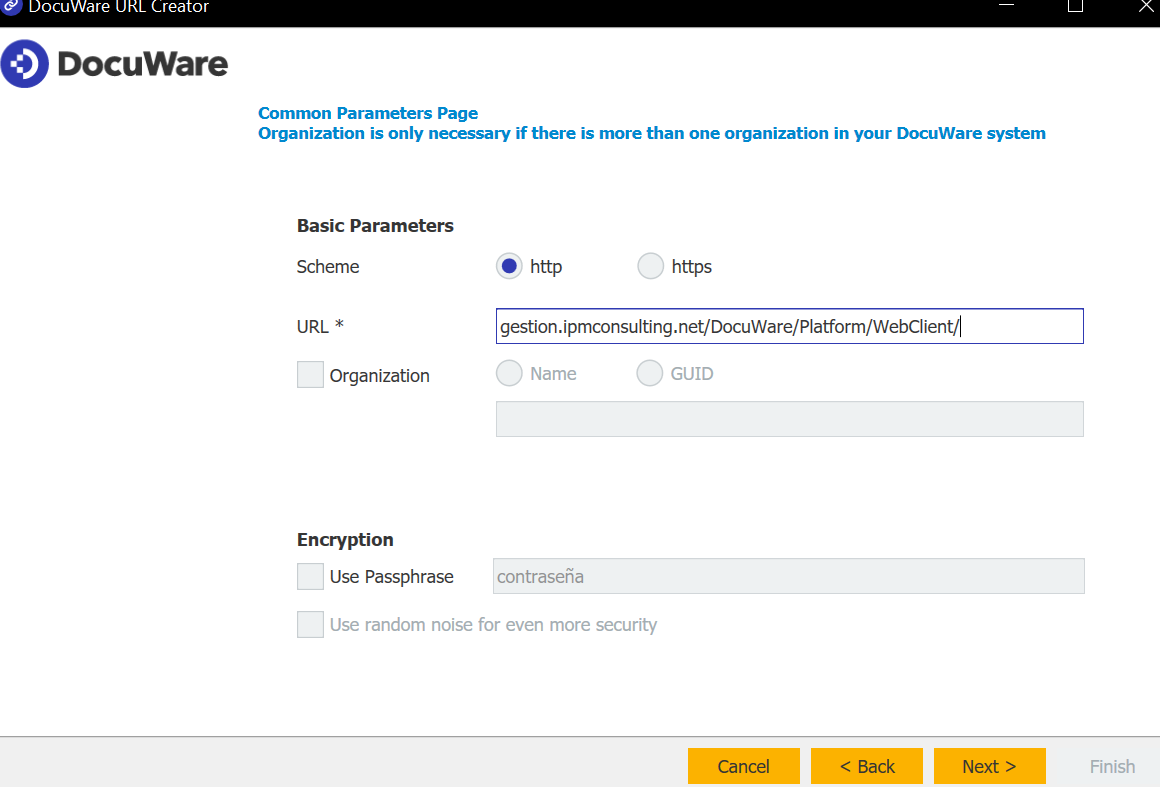 DocuWare URL Creator
DocuWare
Common Parameters Page
Organization is only necessary if there is more than one organization in your DocuWare system
Basic Parameters
Scheme http https
URL * gestion.ipmconsulting.net/DocuWare/Platform/WebClient/
Organization Name GUID
Encryption
Use Passphrase contraseña
Use random noise for even more security
Cancel < Back Next > Finish